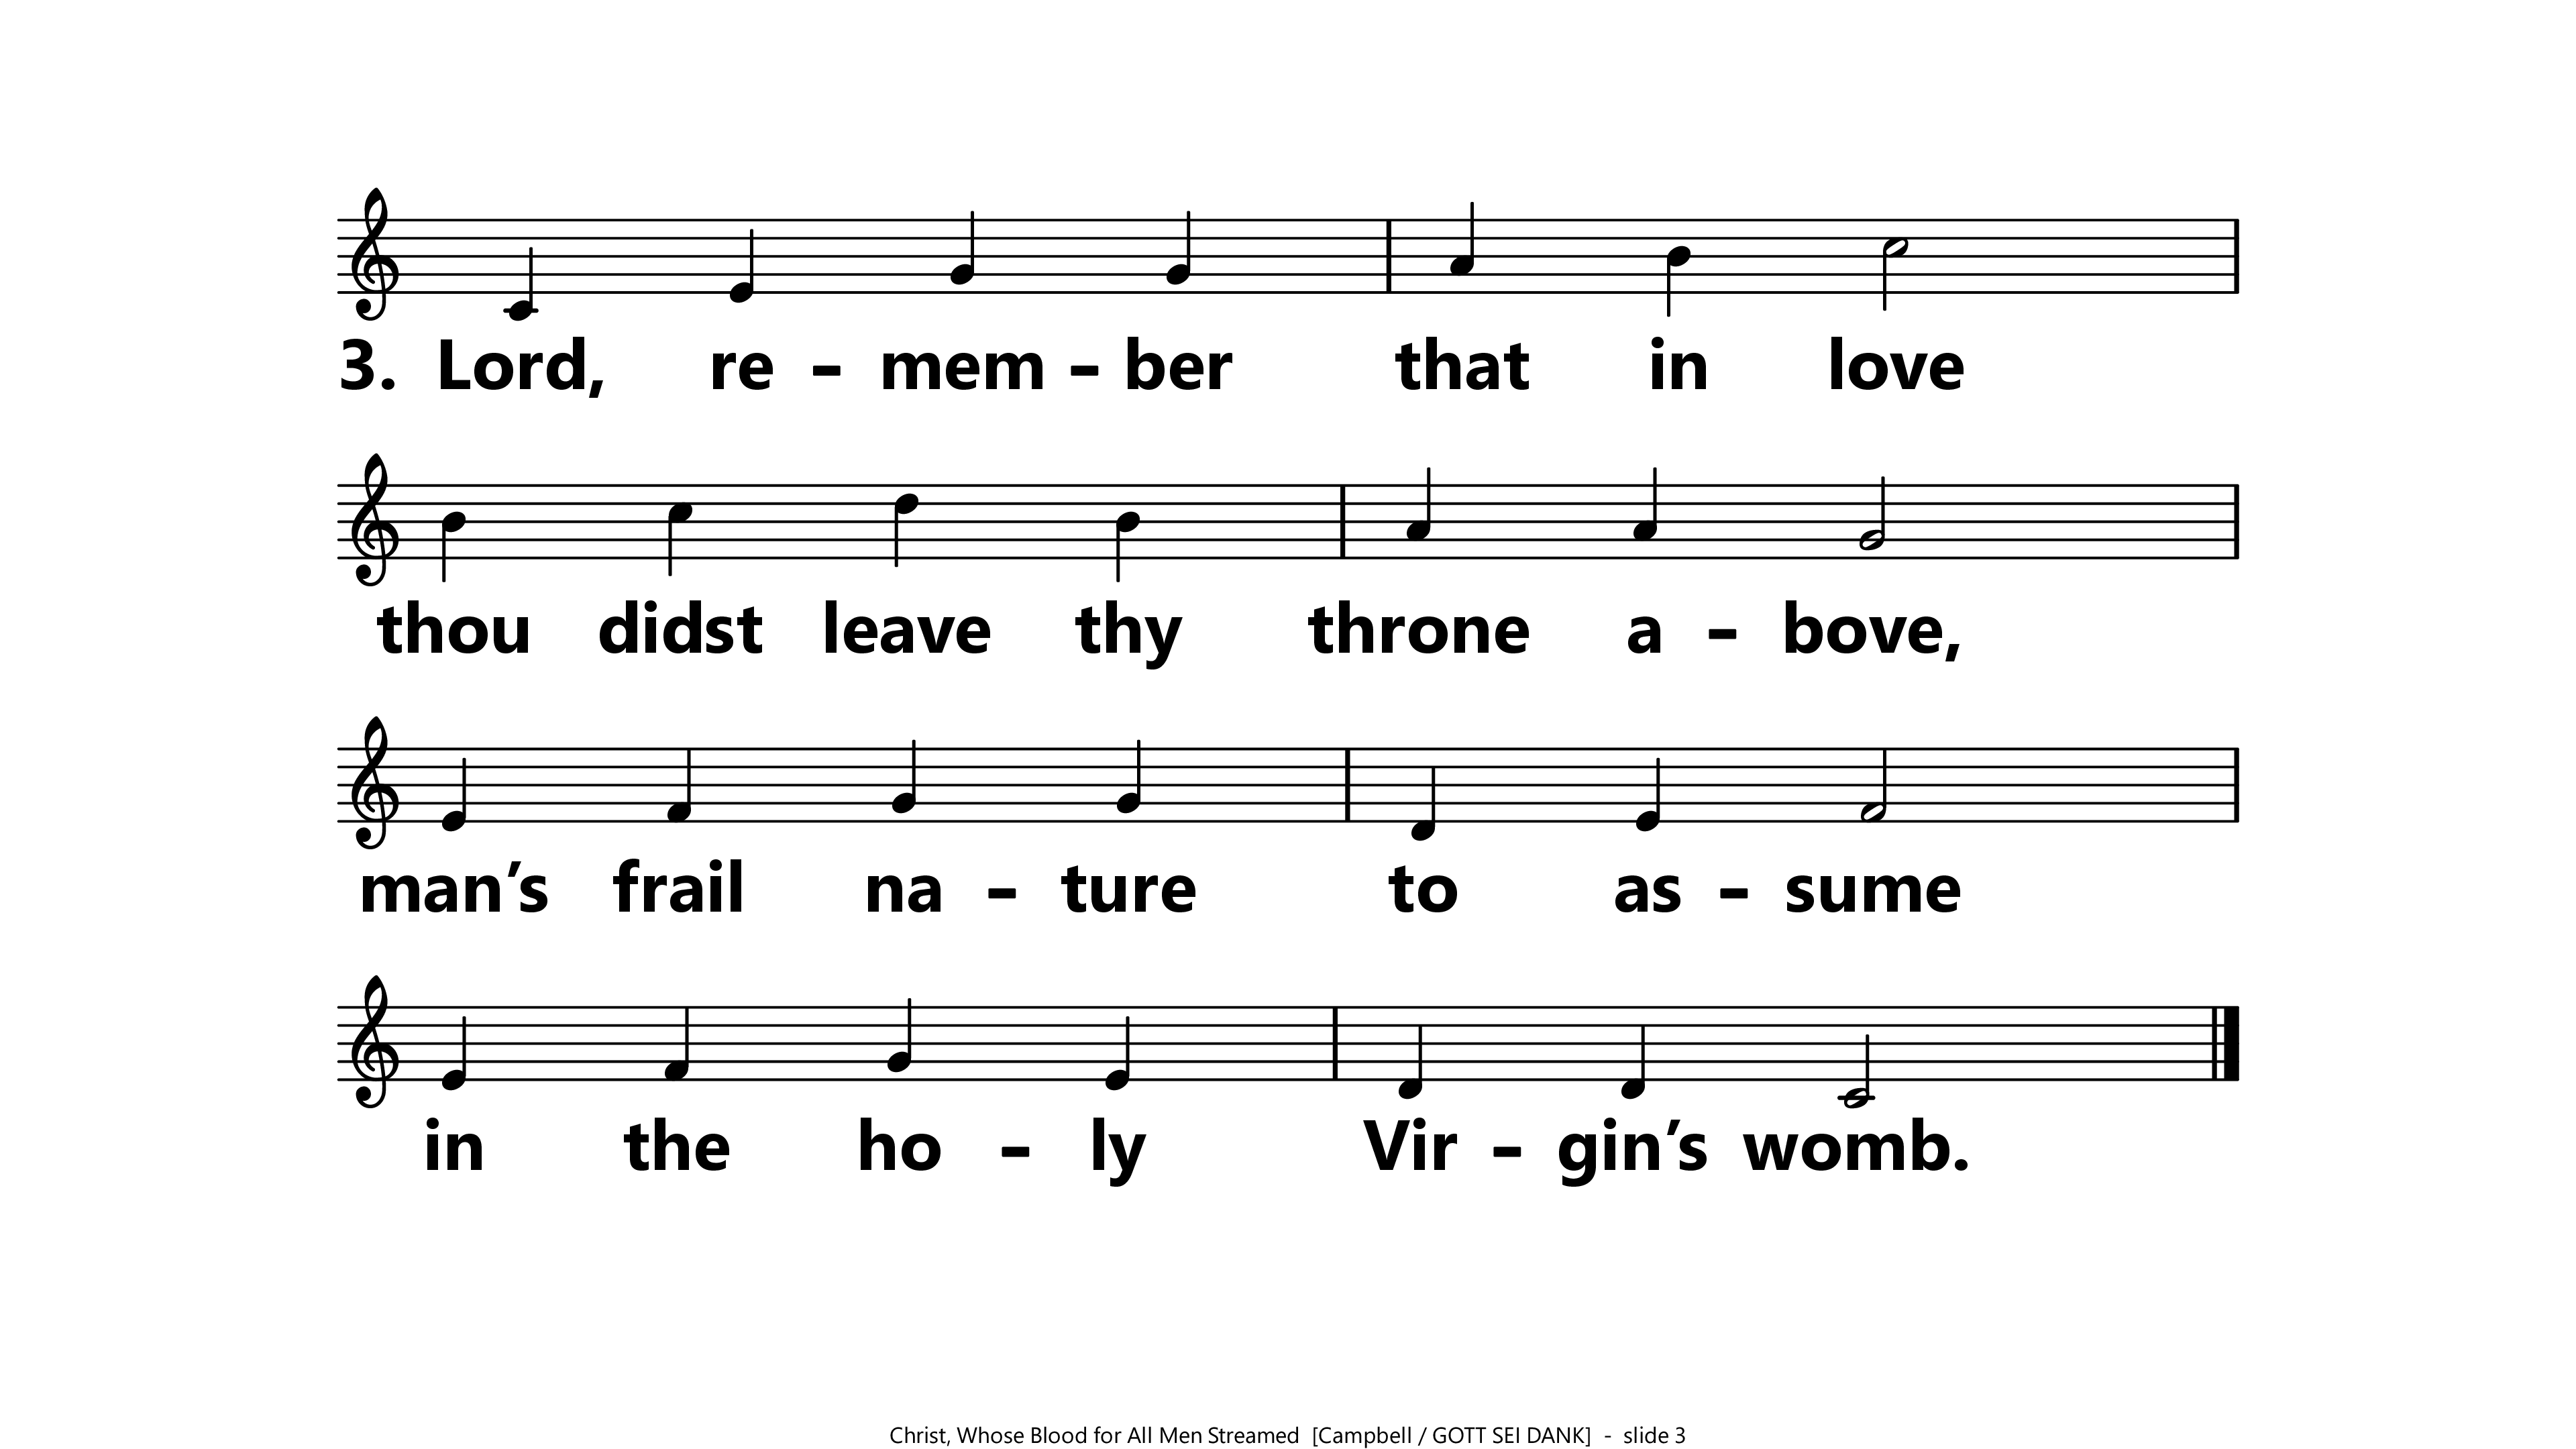 3. Lord, re - mem - ber that in love
thou didst leave thy throne a - bove,
man’s frail na - ture to as - sume
in the ho - ly Vir - gin’s womb.
Christ, Whose Blood for All Men Streamed [Campbell / GOTT SEI DANK] - slide 3